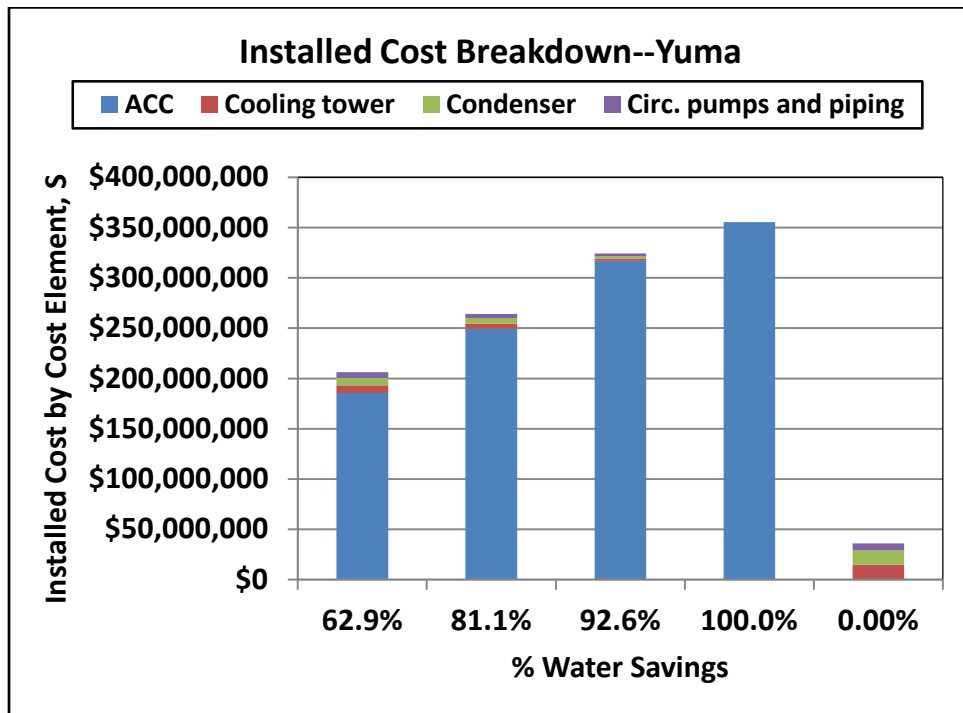 Installed Cost Breakdown--Yuma
ACC Cooling tower Condenser Circ. pumps and piping
Installed Cost by Cost Element, S
$400,000,000
$350,000,000
$300,000,000
$250,000,000
$200,000,000
$150,000,000
$100,000,000
$50,000,000
$0
62.9% 81.1% 92.6% 100.0% 0.00%
% Water Savings